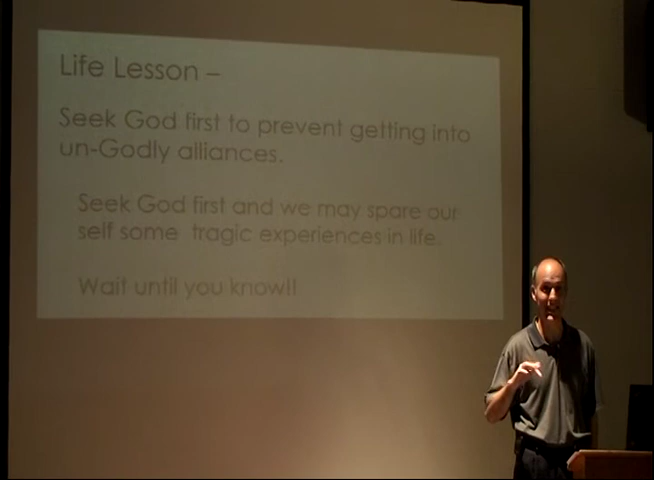 Life Lesson –
Seek God first to prevent getting into
un-Godly alliances.
Seek God first and we may spare our
self some tragic experiences in life.
Wait until you know!!